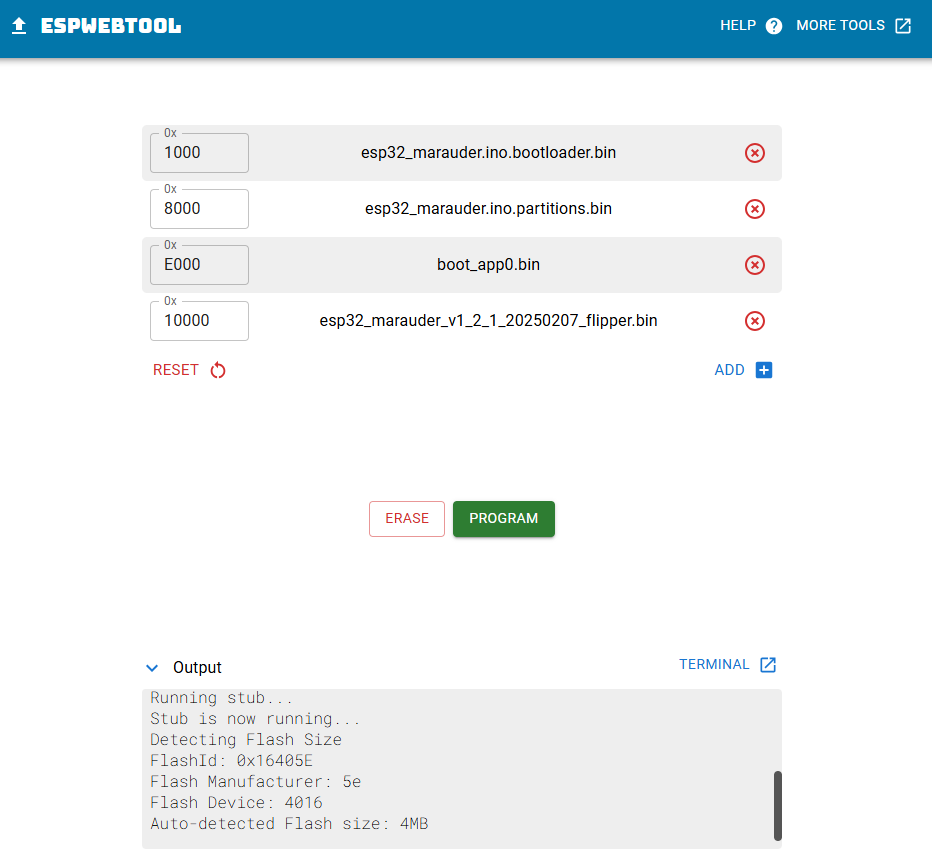 ESPWEBTOOL
HELP ? MORE TOOLS
0x
1000
esp32_marauder.ino.bootloader.bin
0x
8000
esp32_marauder.ino.partitions.bin
0x
E000
boot_app0.bin
0x
10000
esp32_marauder_v1_2_1_20250207_flipper.bin
RESET
ADD
ERASE
PROGRAM
Output
TERMINAL
Running stub...
Stub is now running...
Detecting Flash Size
FlashId: 0x16405E
Flash Manufacturer: 5e
Flash Device: 4016
Auto-detected Flash size: 4MB